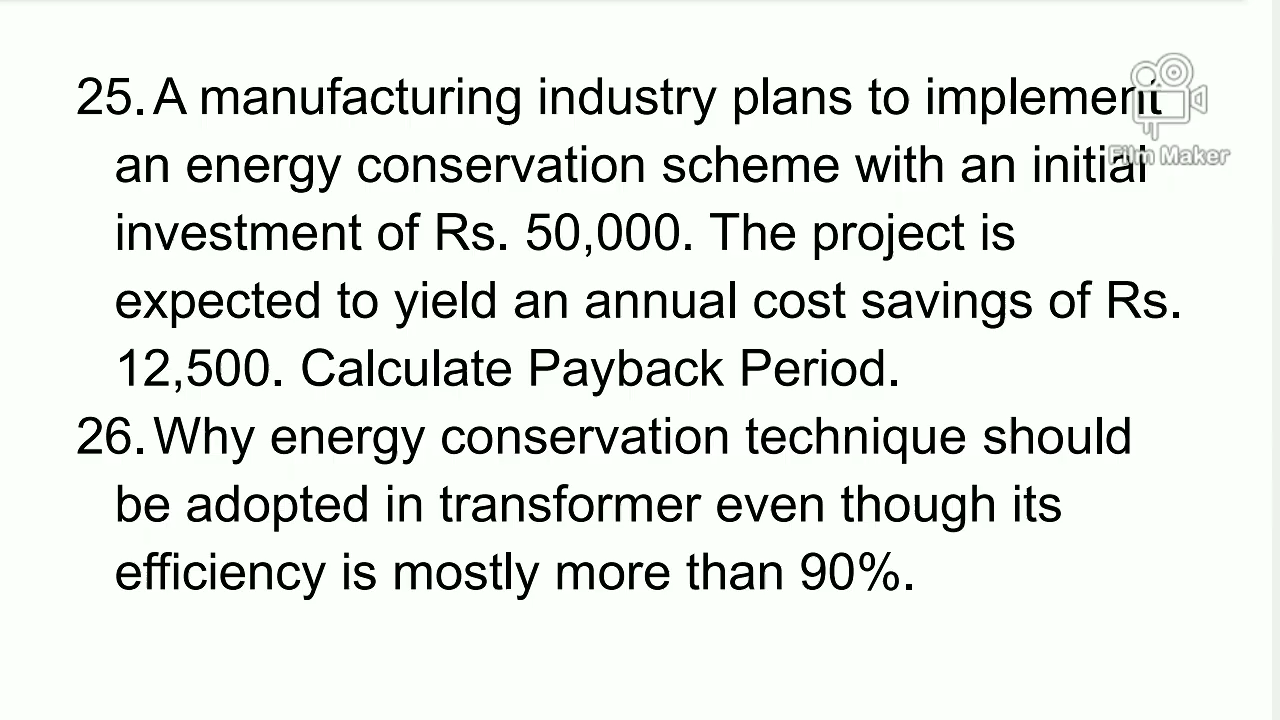 25. A manufacturing industry plans to implement
an energy conservation scheme with an initial
investment of Rs. 50,000. The project is
expected to yield an annual cost savings of Rs.
12,500. Calculate Payback Period.
26. Why energy conservation technique should
be adopted in transformer even though its
efficiency is mostly more than 90%.
Film Maker